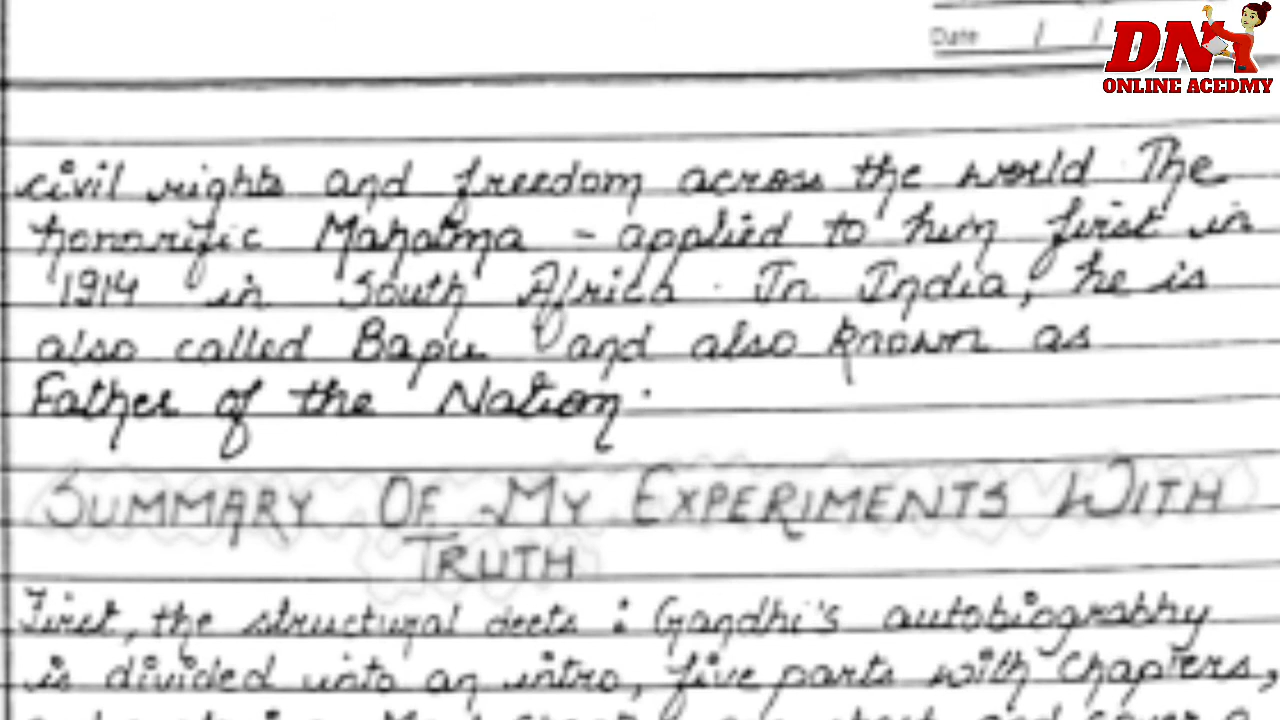 Date / /
DNA
ONLINE ACEDMY
civil rights and freedom across the world The
honorific Mahatma - applied to him first in
1914 in South Africa . In India, he is
also called Bapu and also known as
Father of the Nation.
SUMMARY OF MY EXPERIMENTS WITH
TRUTH
First, the structural deets : Gandhi's autobiography
is divided into an intro, five parts with chapters,